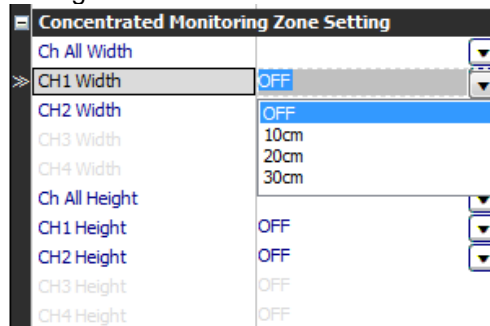 Concentrated Monitoring Zone Setting
Ch All Width
CH1 Width OFF
CH2 Width OFF
CH3 Width 10cm
CH4 Width 20cm
30cm
Ch All Height
CH1 Height OFF
CH2 Height OFF
CH3 Height OFF
CH4 Height OFF